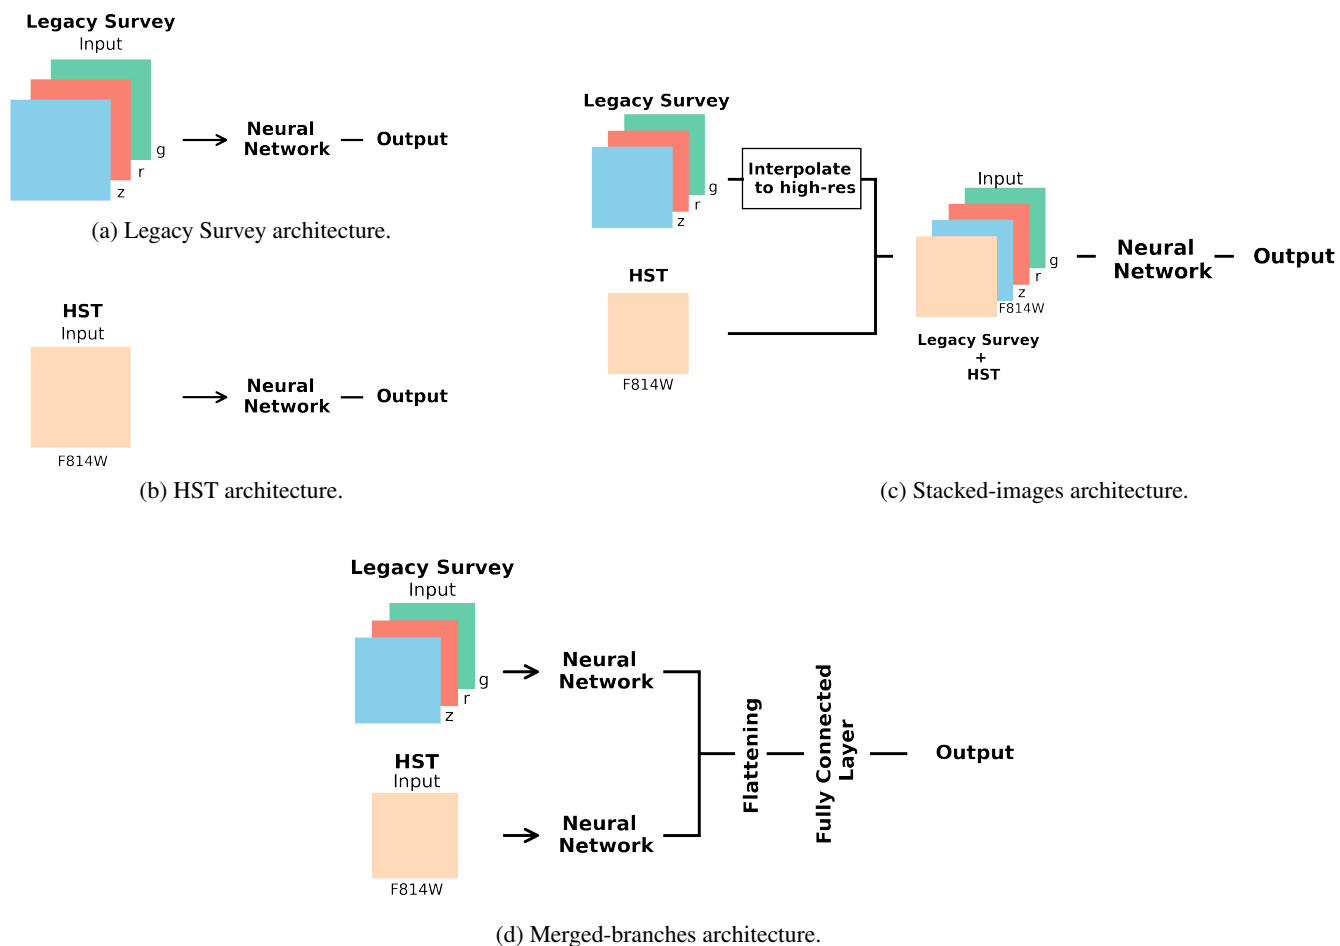 Legacy Survey
Input
g
r
z
Neural
Network
Output
(a) Legacy Survey architecture.
HST
Input
F814W
Neural
Network
Output
(b) HST architecture.
Legacy Survey
g
r
z
Interpolate
to high-res
HST
F814W
Input
g
r
z
F814W
Legacy Survey
+
HST
Neural
Network
Output
(c) Stacked-images architecture.
Legacy Survey
Input
g
r
z
Neural
Network
HST
Input
F814W
Neural
Network
Flattening
Fully Connected
Layer
Output
(d) Merged-branches architecture.